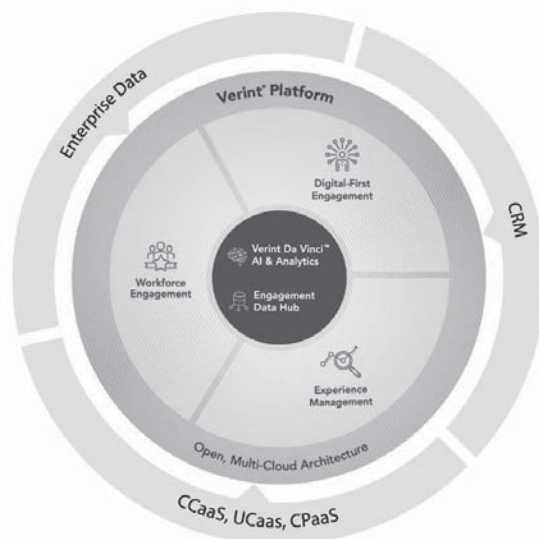 Enterprise Data
Verint® Platform
CRM
Digital-First
Engagement
Verint Da Vinci™
AI & Analytics
Workforce
Engagement
Engagement
Data Hub
Experience
Management
Open, Multi-Cloud Architecture
CCaaS, UCaas, CPaaS